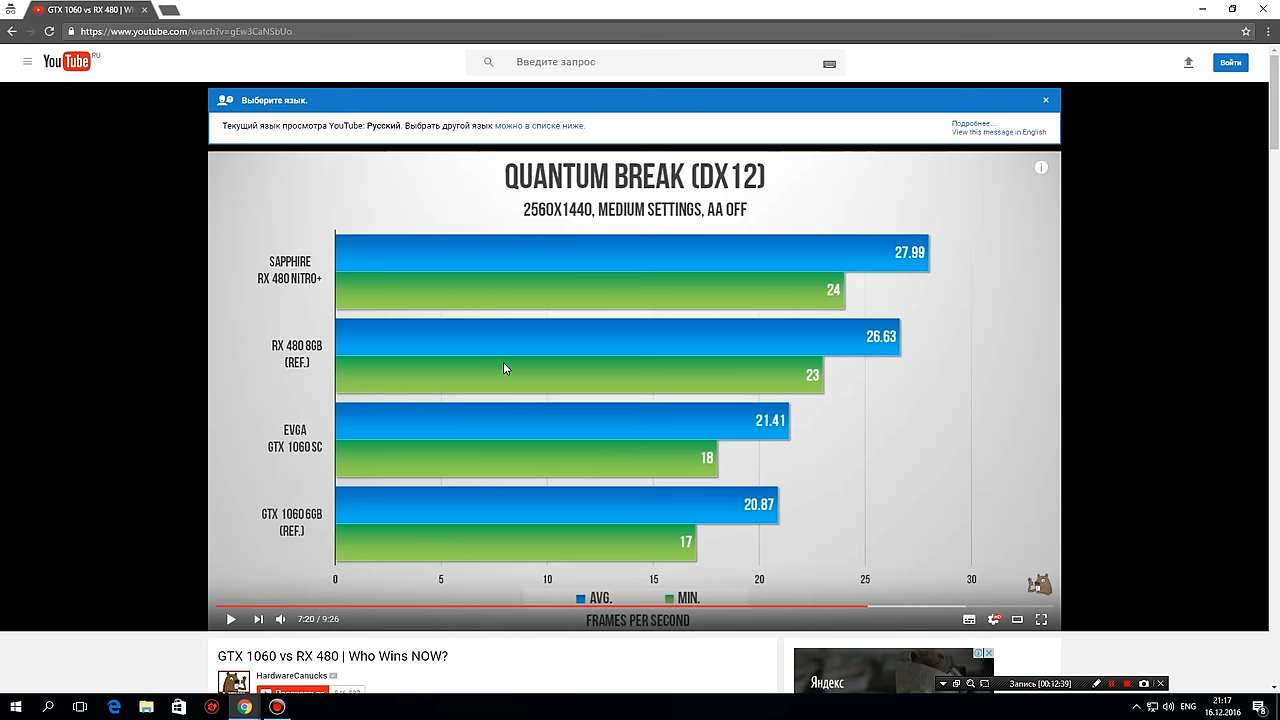 GTX 1060 vs RX 480 | Wh
https://www.youtube.com/watch?v=gEw3CaNSbUo
YouTube RU
Введите запрос
Войти
Выберите язык.
Текущий язык просмотра YouTube: Русский. Выбрать другой язык можно в списке ниже.
Подробнее...
View this message in English
QUANTUM BREAK (DX12)
2560X1440, MEDIUM SETTINGS, AA OFF
SAPPHIRE
RX 480 NITRO+
27.99
24
RX 480 8GB
(REF.)
26.63
23
EVGA
GTX 1060 SC
21.41
18
GTX 1060 6GB
(REF.)
20.87
17
0 5 10 15 20 25 30
AVG. MIN.
FRAMES PER SECOND
7:20 / 9:26
GTX 1060 vs RX 480 | Who Wins NOW?
HardwareCanucks
Яндекс
Запись [00:12:39]
21:17
16.12.2016